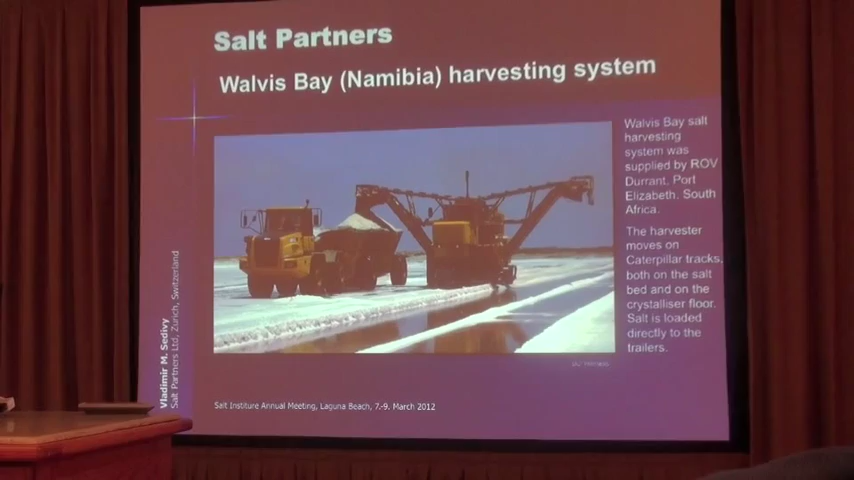 Salt Partners
Walvis Bay (Namibia) harvesting system
Walvis Bay salt
harvesting
system was
supplied by ROV
Durrant. Port
Elizabeth. South
Africa.
The harvester
moves on
Caterpillar tracks,
both on the salt
bed and on the
crystalliser floor.
Salt is loaded
directly to the
trailers.
Vladimir M. Sedivy
Salt Partners Ltd, Zurich, Switzerland
Salt Institure Annual Meeting, Laguna Beach, 7.-9. March 2012